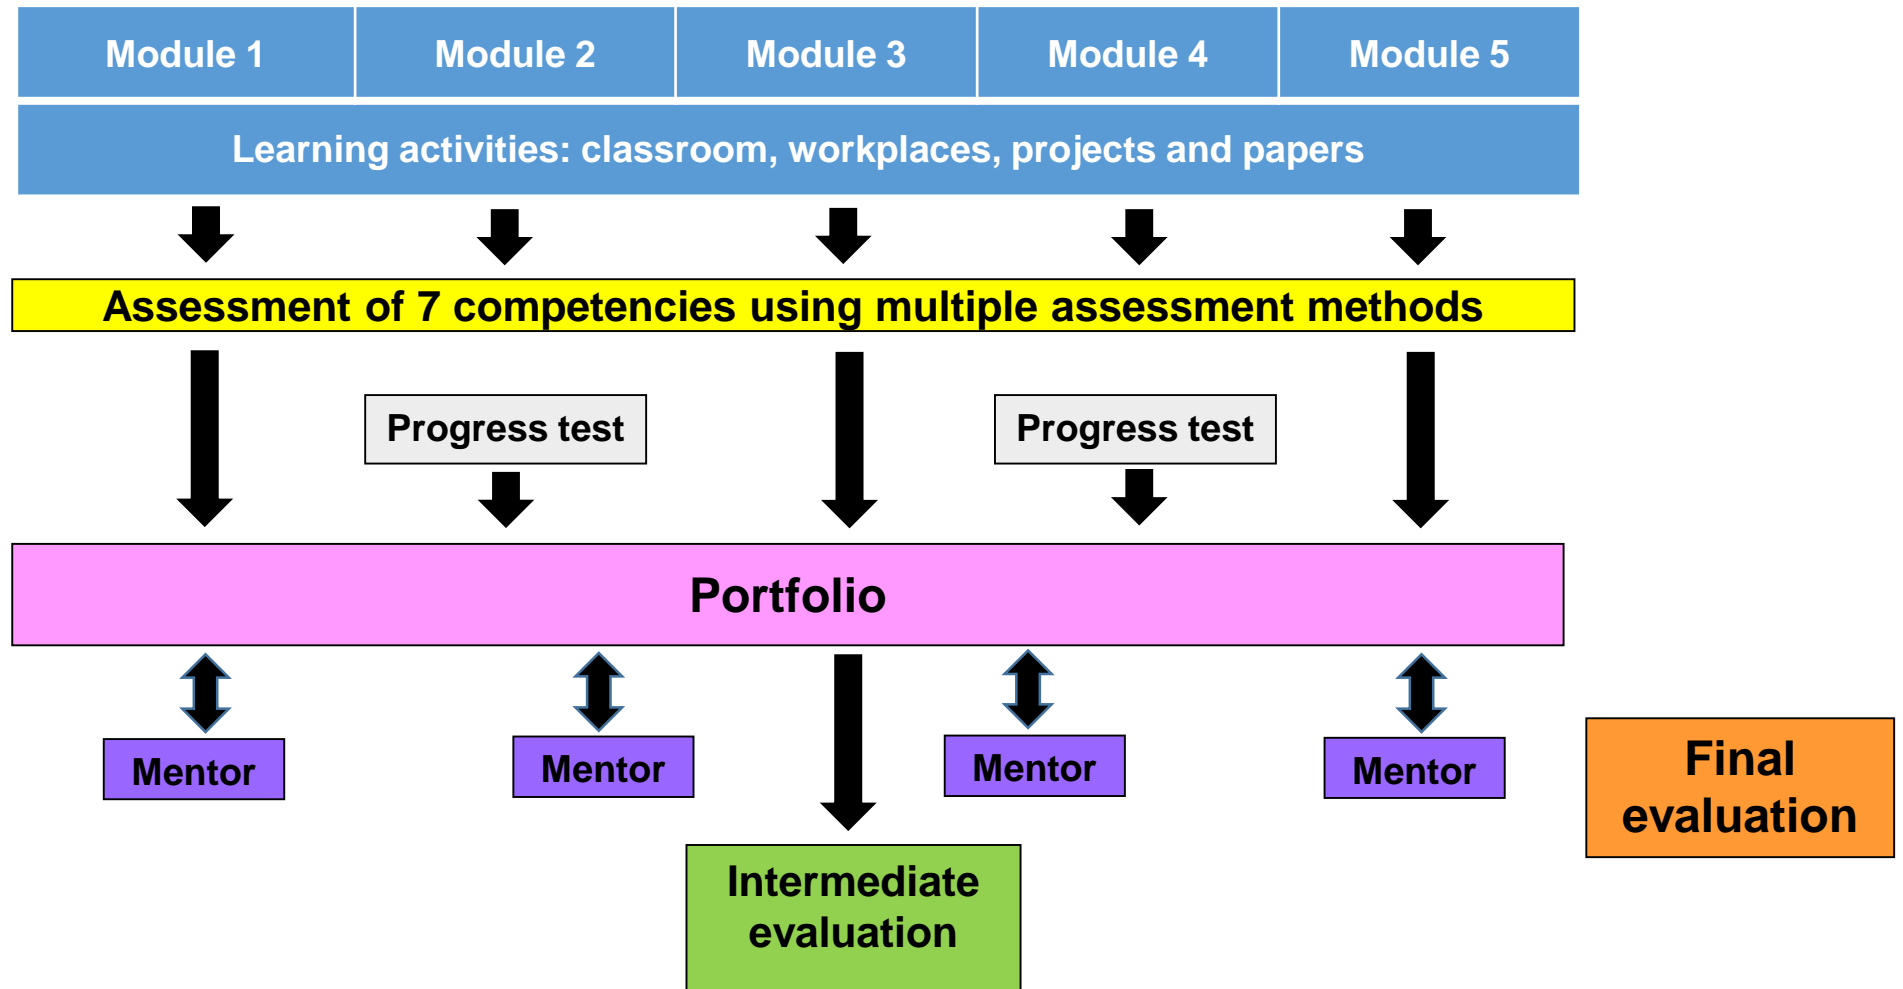 Module 1
Module 2
Module 3
Module 4
Module 5
Learning activities: classroom, workplaces, projects and papers
Assessment of 7 competencies using multiple assessment methods
Progress test
Progress test
Portfolio
Mentor
Mentor
Mentor
Mentor
Final
evaluation
Intermediate
evaluation